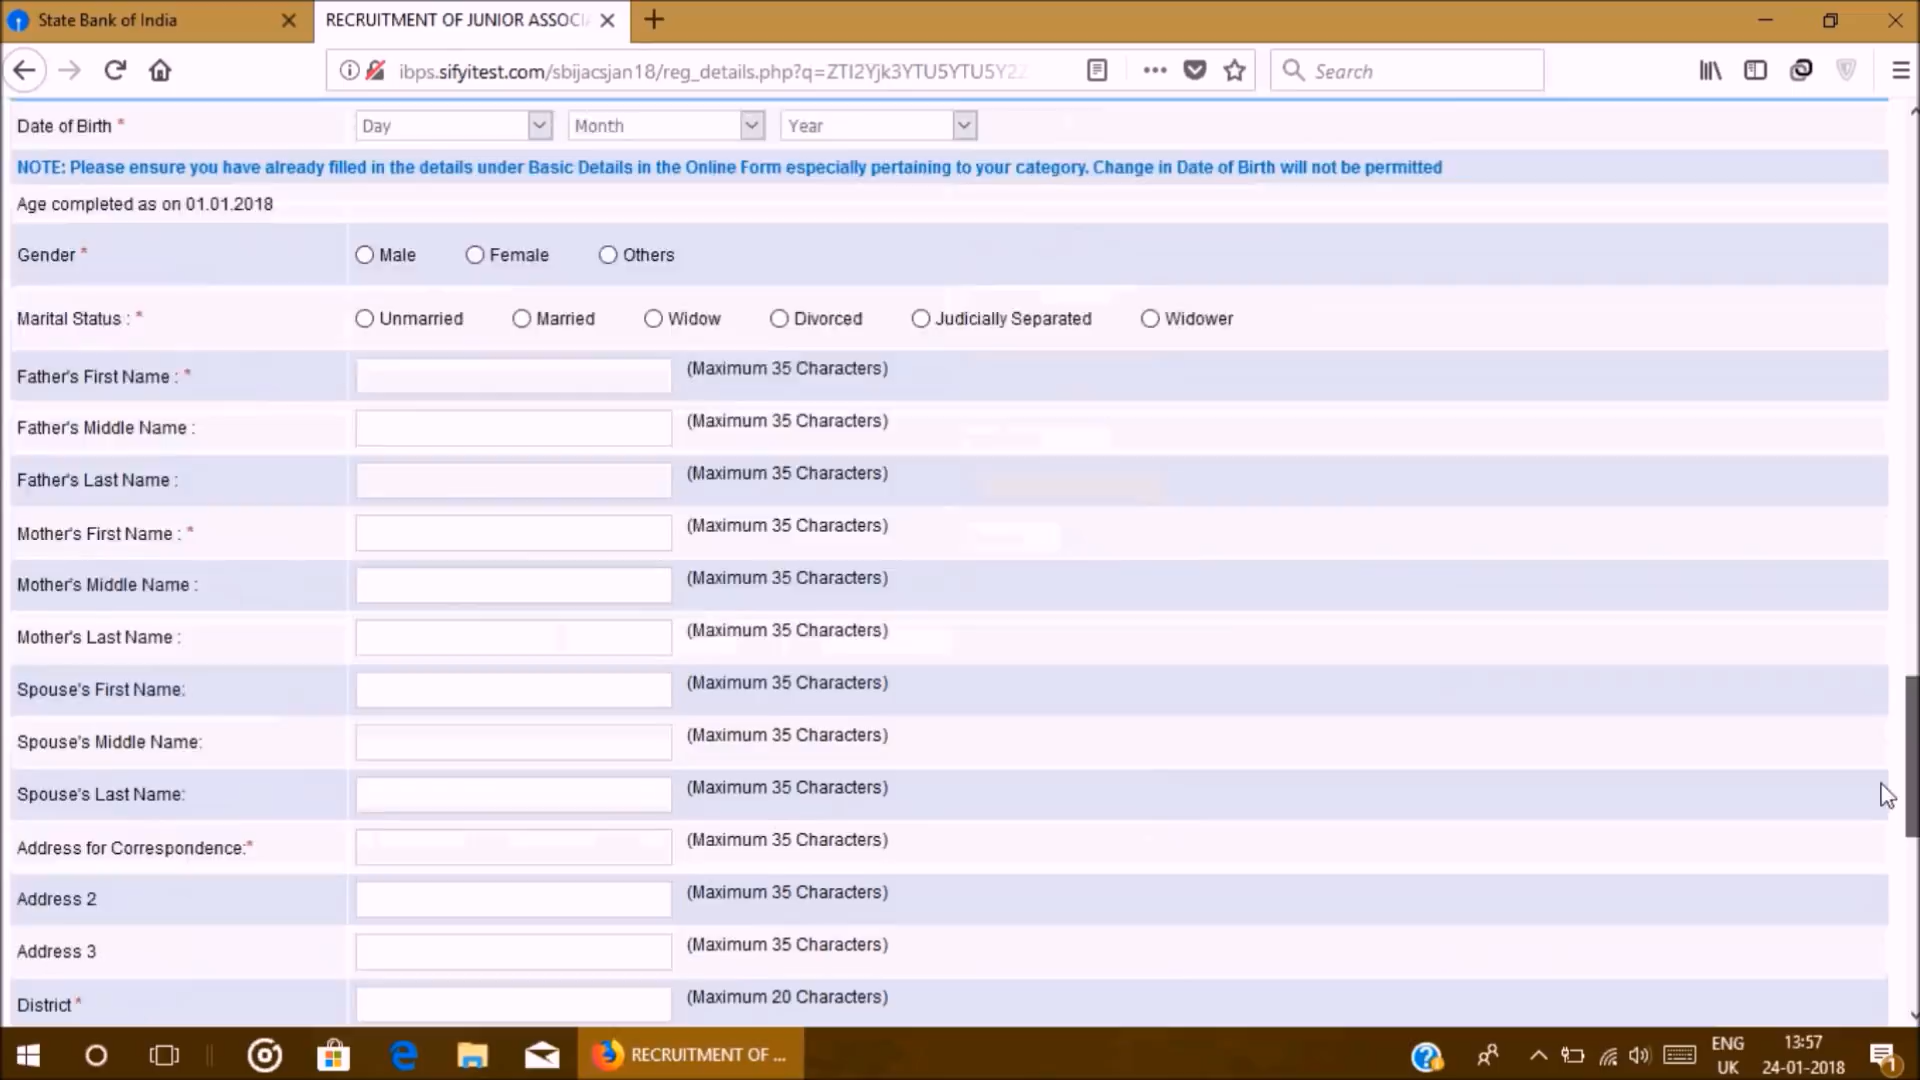 State Bank of India
RECRUITMENT OF JUNIOR ASSOCI
ibps.sifyitest.com/sbijacsjan18/reg_details.php?q=ZTI2Yjk3YTU5YTU5Y2
Search
Date of Birth * Day Month Year
NOTE: Please ensure you have already filled in the details under Basic Details in the Online Form especially pertaining to your category. Change in Date of Birth will not be permitted
Age completed as on 01.01.2018
Gender * Male Female Others
Marital Status : * Unmarried Married Widow Divorced Judicially Separated Widower
Father's First Name : * (Maximum 35 Characters)
Father's Middle Name : (Maximum 35 Characters)
Father's Last Name : (Maximum 35 Characters)
Mother's First Name : * (Maximum 35 Characters)
Mother's Middle Name : (Maximum 35 Characters)
Mother's Last Name : (Maximum 35 Characters)
Spouse's First Name: (Maximum 35 Characters)
Spouse's Middle Name: (Maximum 35 Characters)
Spouse's Last Name: (Maximum 35 Characters)
Address for Correspondence:* (Maximum 35 Characters)
Address 2 (Maximum 35 Characters)
Address 3 (Maximum 35 Characters)
District * (Maximum 20 Characters)
RECRUITMENT OF ...
ENG
UK
13:57
24-01-2018
1